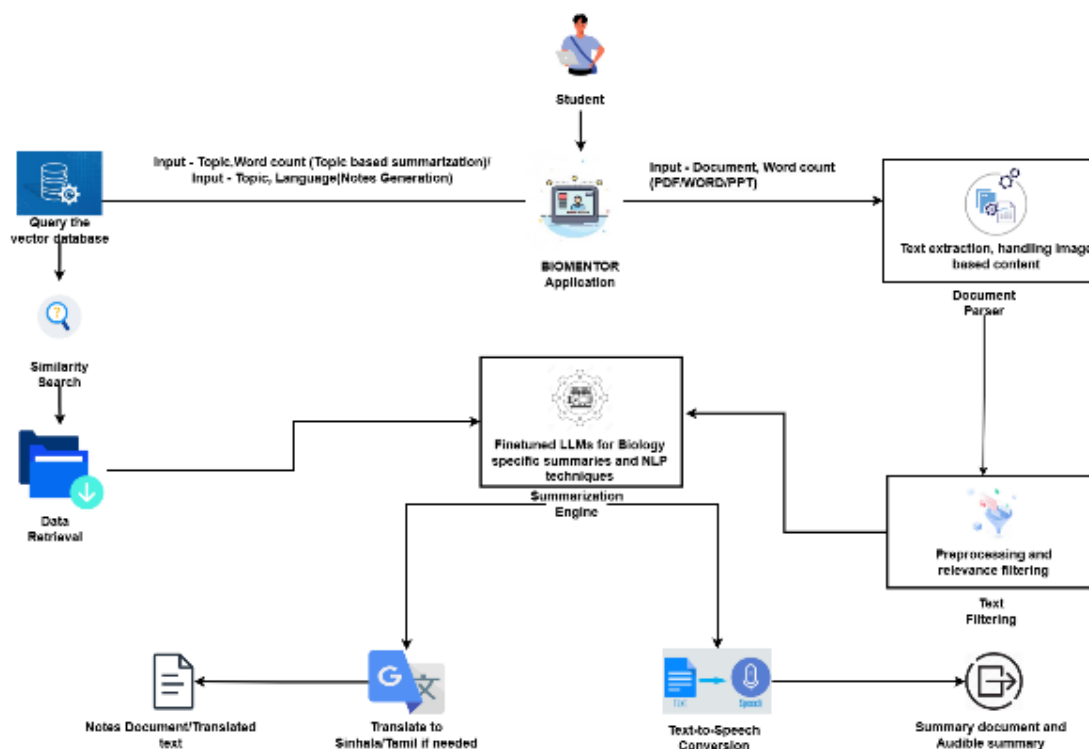 Student
Input - Topic,Word count (Topic based summarization)/
Input - Topic, Language(Notes Generation)
Input - Document, Word count
(PDF/WORD/PPT)
Query the
vector database
BIOMENTOR
Application
Text extraction, handling image
based content
Document
Parser
Similarity
Search
Finetuned LLMs for Biology
specific summaries and NLP
techniques
Summarization
Engine
Data
Retrieval
Preprocessing and
relevance filtering
Text
Filtering
G
文
Text
Speech
Notes Document/Translated
text
Translate to
Sinhala/Tamil if needed
Text-to-Speech
Conversion
Summary document and
Audible summary